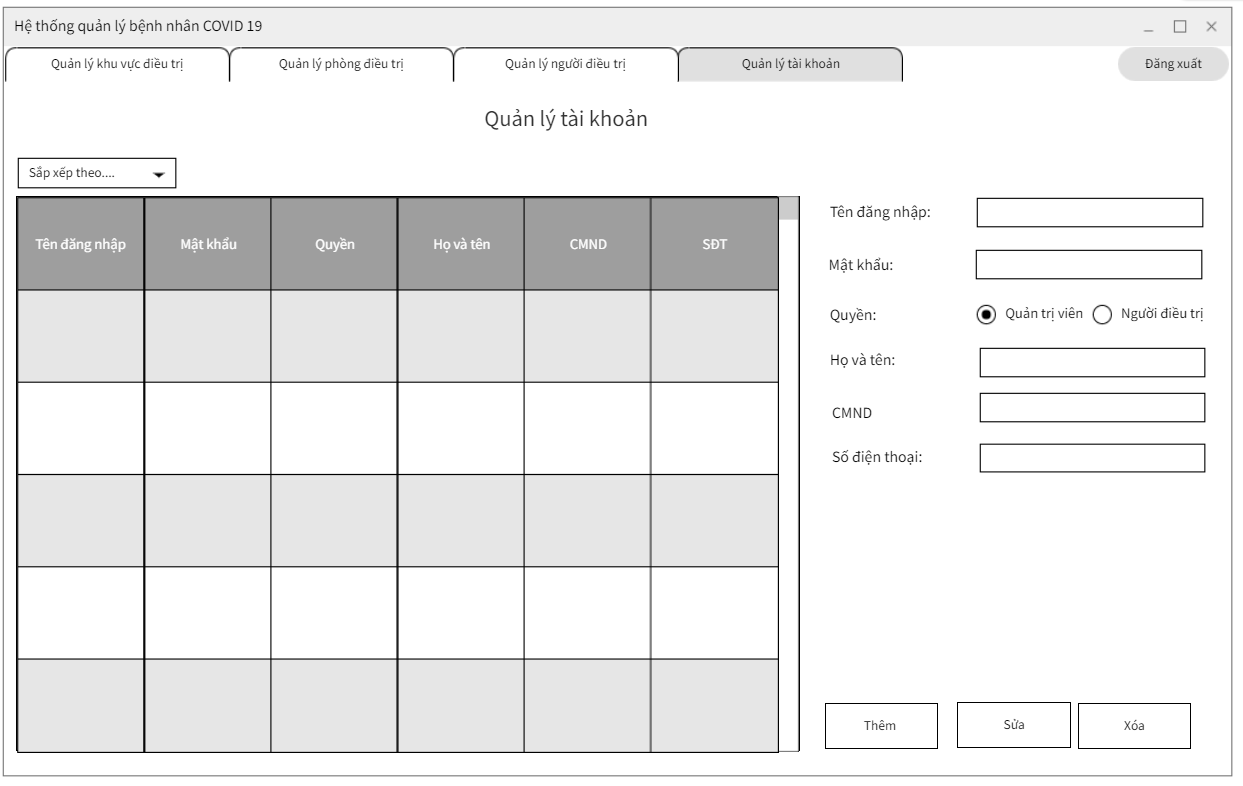 Hệ thống quản lý bệnh nhân COVID 19
Quản lý khu vực điều trị
Quản lý phòng điều trị
Quản lý người điều trị
Quản lý tài khoản
Đăng xuất
Quản lý tài khoản
Sắp xếp theo....
Tên đăng nhập
Mật khẩu
Quyền
Họ và tên
CMND
SĐT
Tên đăng nhập:
Mật khẩu:
Quyền:
Quản trị viên
Người điều trị
Họ và tên:
CMND
Số điện thoại:
Thêm
Sửa
Xóa